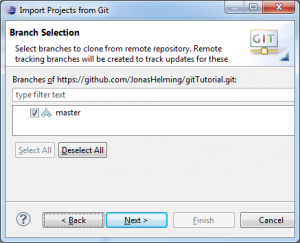 Import Projects from Git
Branch Selection
Select branches to clone from remote repository. Remote
tracking branches will be created to track updates for these
GIT
Branches of https://github.com/JonasHelming/gitTutorial.git:
type filter text
master
Select All Deselect All
? < Back Next > Finish Cancel